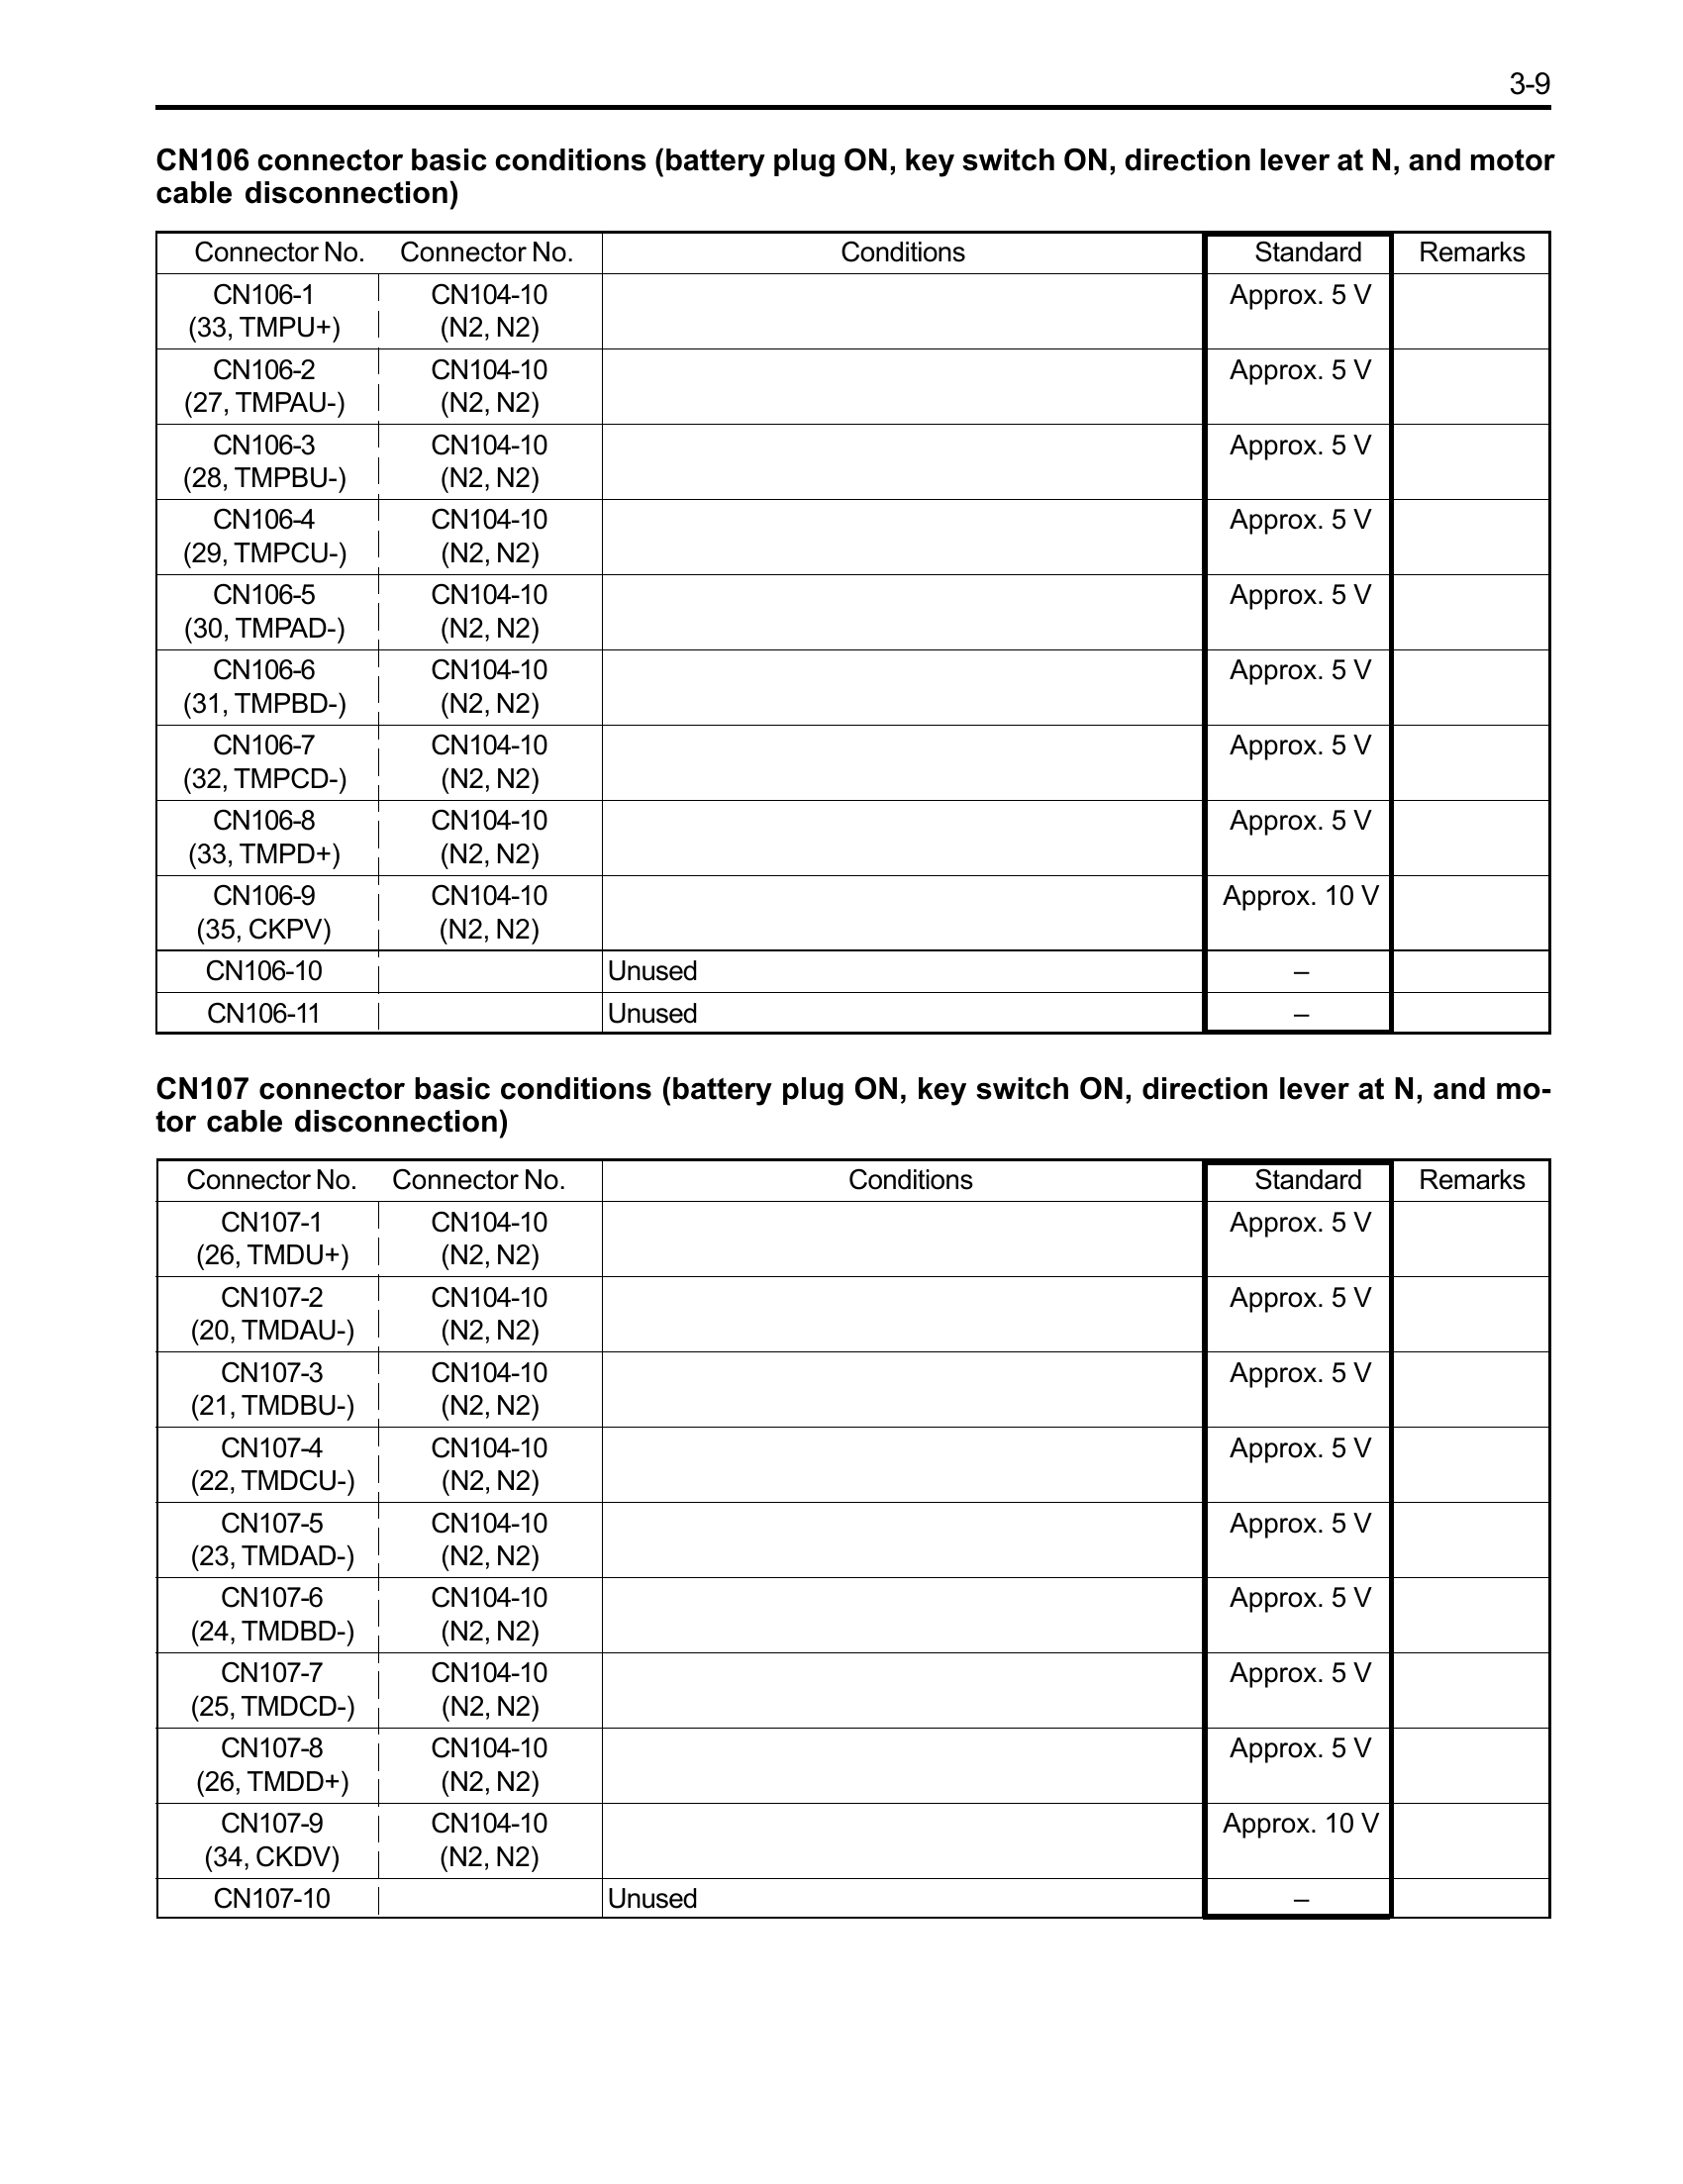 3-9
CN106 connector basic conditions (battery plug ON, key switch ON, direction lever at N, and motor
cable disconnection)
Connector No. Connector No. Conditions Standard Remarks
CN106-1 CN104-10 Approx. 5 V
(33, TMPU+) (N2, N2)
CN106-2 CN104-10 Approx. 5 V
(27, TMPAU-) (N2, N2)
CN106-3 CN104-10 Approx. 5 V
(28, TMPBU-) (N2, N2)
CN106-4 CN104-10 Approx. 5 V
(29, TMPCU-) (N2, N2)
CN106-5 CN104-10 Approx. 5 V
(30, TMPAD-) (N2, N2)
CN106-6 CN104-10 Approx. 5 V
(31, TMPBD-) (N2, N2)
CN106-7 CN104-10 Approx. 5 V
(32, TMPCD-) (N2, N2)
CN106-8 CN104-10 Approx. 5 V
(33, TMPD+) (N2, N2)
CN106-9 CN104-10 Approx. 10 V
(35, CKPV) (N2, N2)
CN106-10 Unused –
CN106-11 Unused –
CN107 connector basic conditions (battery plug ON, key switch ON, direction lever at N, and mo-
tor cable disconnection)
Connector No. Connector No. Conditions Standard Remarks
CN107-1 CN104-10 Approx. 5 V
(26, TMDU+) (N2, N2)
CN107-2 CN104-10 Approx. 5 V
(20, TMDAU-) (N2, N2)
CN107-3 CN104-10 Approx. 5 V
(21, TMDBU-) (N2, N2)
CN107-4 CN104-10 Approx. 5 V
(22, TMDCU-) (N2, N2)
CN107-5 CN104-10 Approx. 5 V
(23, TMDAD-) (N2, N2)
CN107-6 CN104-10 Approx. 5 V
(24, TMDBD-) (N2, N2)
CN107-7 CN104-10 Approx. 5 V
(25, TMDCD-) (N2, N2)
CN107-8 CN104-10 Approx. 5 V
(26, TMDD+) (N2, N2)
CN107-9 CN104-10 Approx. 10 V
(34, CKDV) (N2, N2)
CN107-10 Unused –